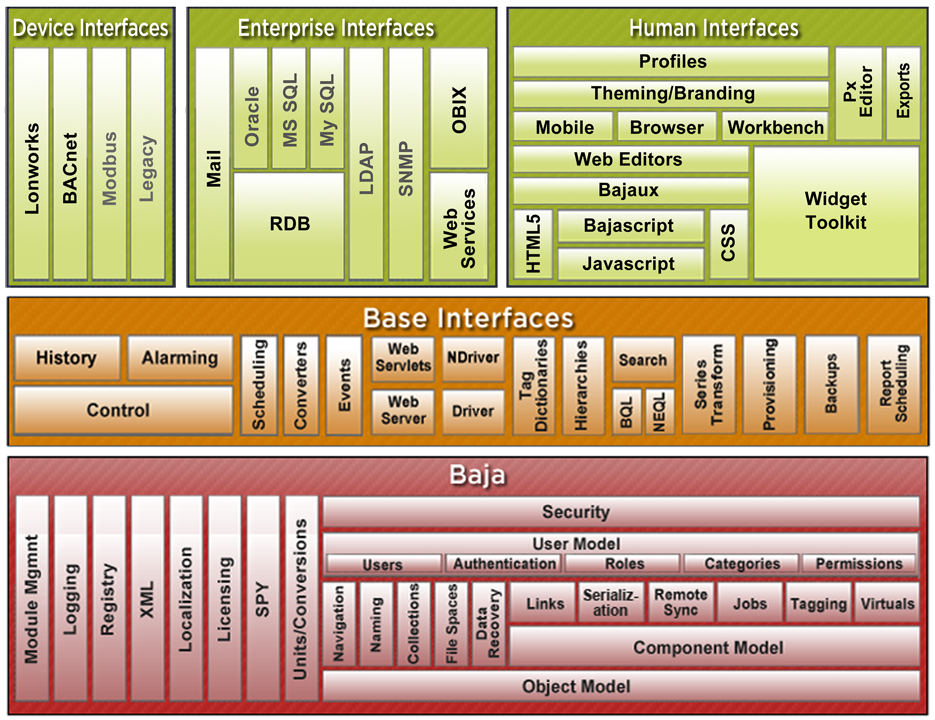 Device Interfaces
Lonworks
BACnet
Modbus
Legacy
Enterprise Interfaces
Mail
Oracle
MS SQL
My SQL
RDB
LDAP
SNMP
OBIX
Web
Services
Human Interfaces
Profiles
Theming/Branding
Mobile
Browser
Workbench
Px
Editor
Exports
Web Editors
Bajaux
HTML5
Bajascript
Javascript
CSS
Widget
Toolkit
Base Interfaces
History
Alarming
Control
Scheduling
Converters
Events
Web
Servlets
Web
Server
NDriver
Driver
Tag
Dictionaries
Hierarchies
Search
BQL
NEQL
Series
Transform
Provisioning
Backups
Report
Scheduling
Baja
Module Mgmnt
Logging
Registry
XML
Localization
Licensing
SPY
Units/Conversions
Security
User Model
Users
Authentication
Roles
Categories
Permissions
Navigation
Naming
Collections
File Spaces
Data
Recovery
Links
Serializ-
ation
Remote
Sync
Jobs
Tagging
Virtuals
Component Model
Object Model